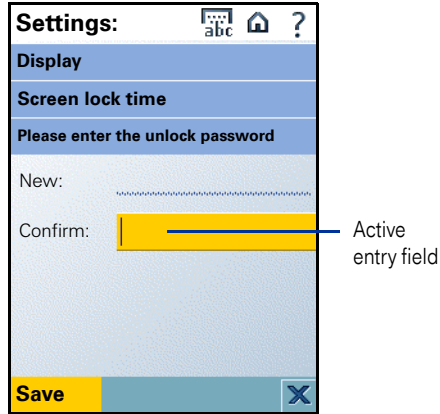 Settings: abc ?
Display
Screen lock time
Please enter the unlock password
New:
Confirm:
Active
entry field
Save X